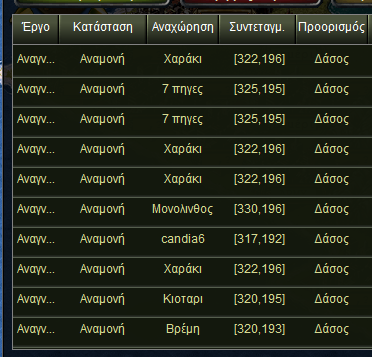 Έργο Κατάσταση Αναχώρηση Συντεταγμ. Προορισμός
Αναγν... Αναμονή Χαράκι [322,196] Δάσος
Αναγν... Αναμονή 7 πηγες [325,195] Δάσος
Αναγν... Αναμονή 7 πηγες [325,195] Δάσος
Αναγν... Αναμονή Χαράκι [322,196] Δάσος
Αναγν... Αναμονή Χαράκι [322,196] Δάσος
Αναγν... Αναμονή Μονολινθος [330,196] Δάσος
Αναγν... Αναμονή candia6 [317,192] Δάσος
Αναγν... Αναμονή Χαράκι [322,196] Δάσος
Αναγν... Αναμονή Κιοταρι [320,195] Δάσος
Αναγν... Αναμονή Βρέμη [320,193] Δάσος